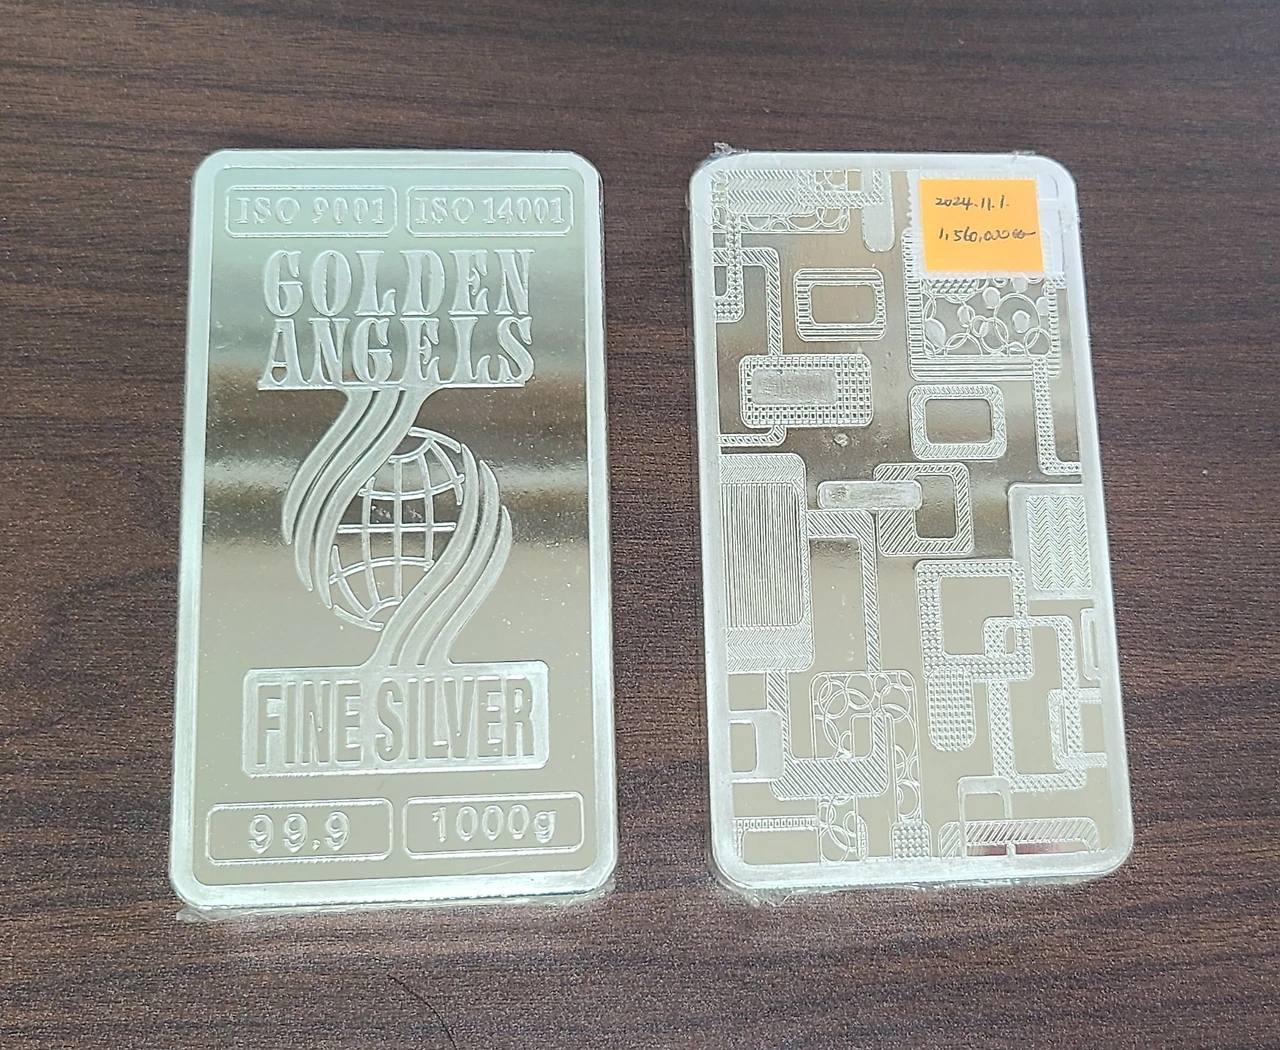 ISO 9001 ISO 14001
GOLDEN
ANGELS
FINE SILVER
99.9 1000g
2024.11.1.
1,560,000